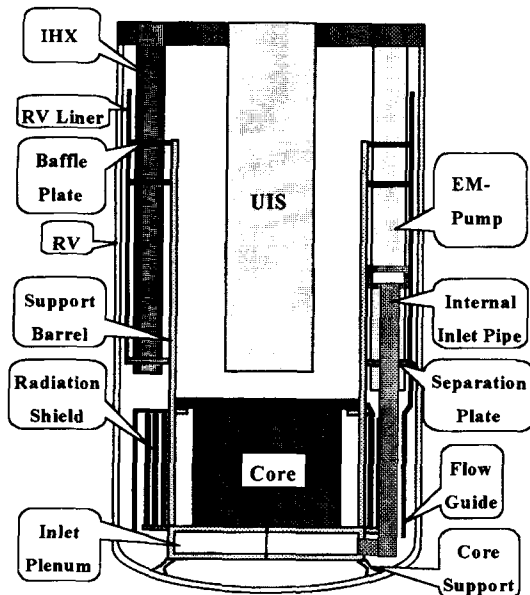 IHX
RV Liner
Baffle
Plate
RV
Support
Barrel
Radiation
Shield
Inlet
Plenum
UIS
Core
EM-
Pump
Internal
Inlet Pipe
Separation
Plate
Flow
Guide
Core
Support